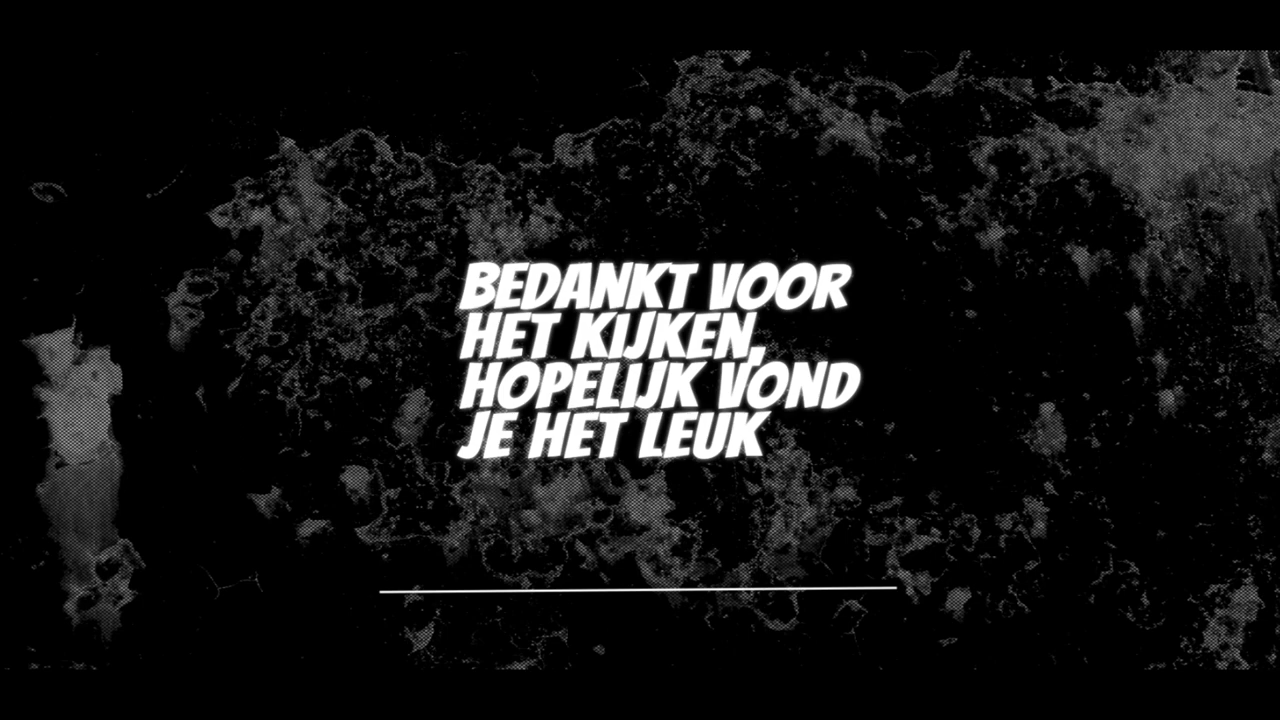 BEDANKT VOOR
HET KIJKEN,
HOPELIJK VOND
JE HET LEUK